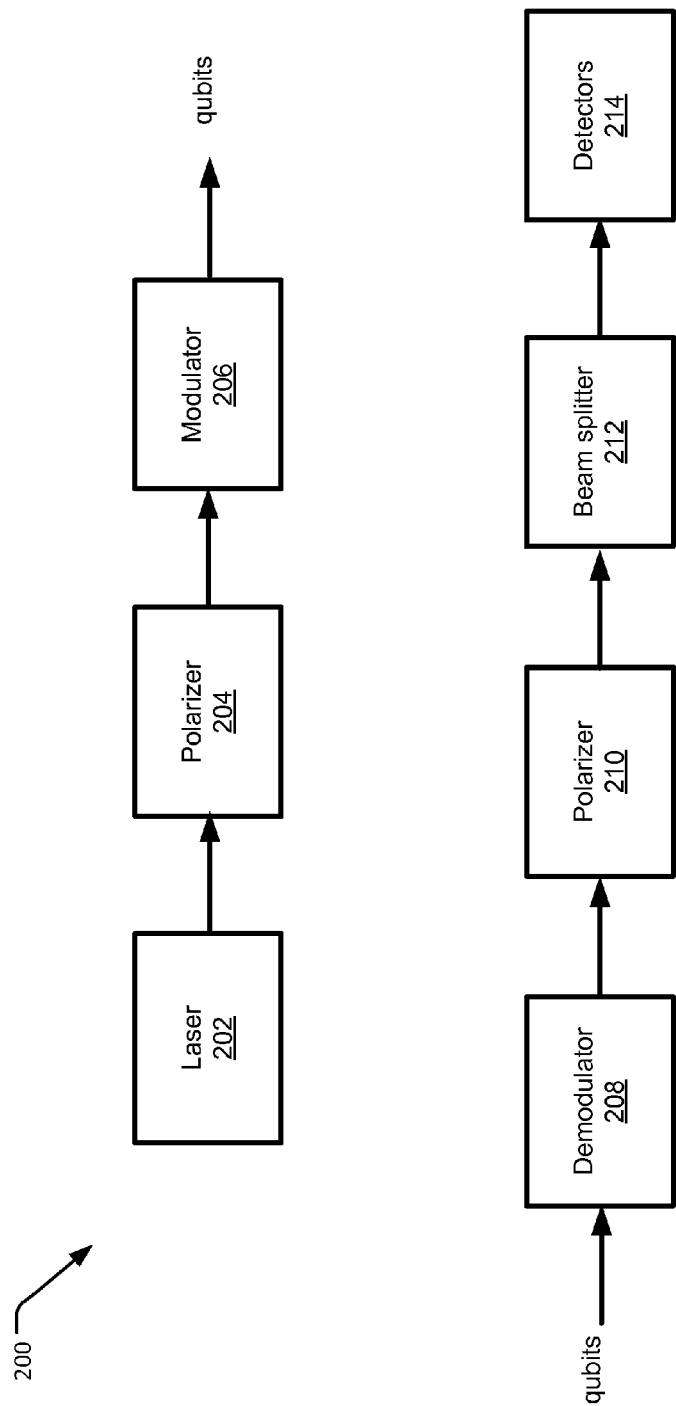 200
Laser
202
Polarizer
204
Modulator
206
qubits
qubits
Demodulator
208
Polarizer
210
Beam splitter
212
Detectors
214